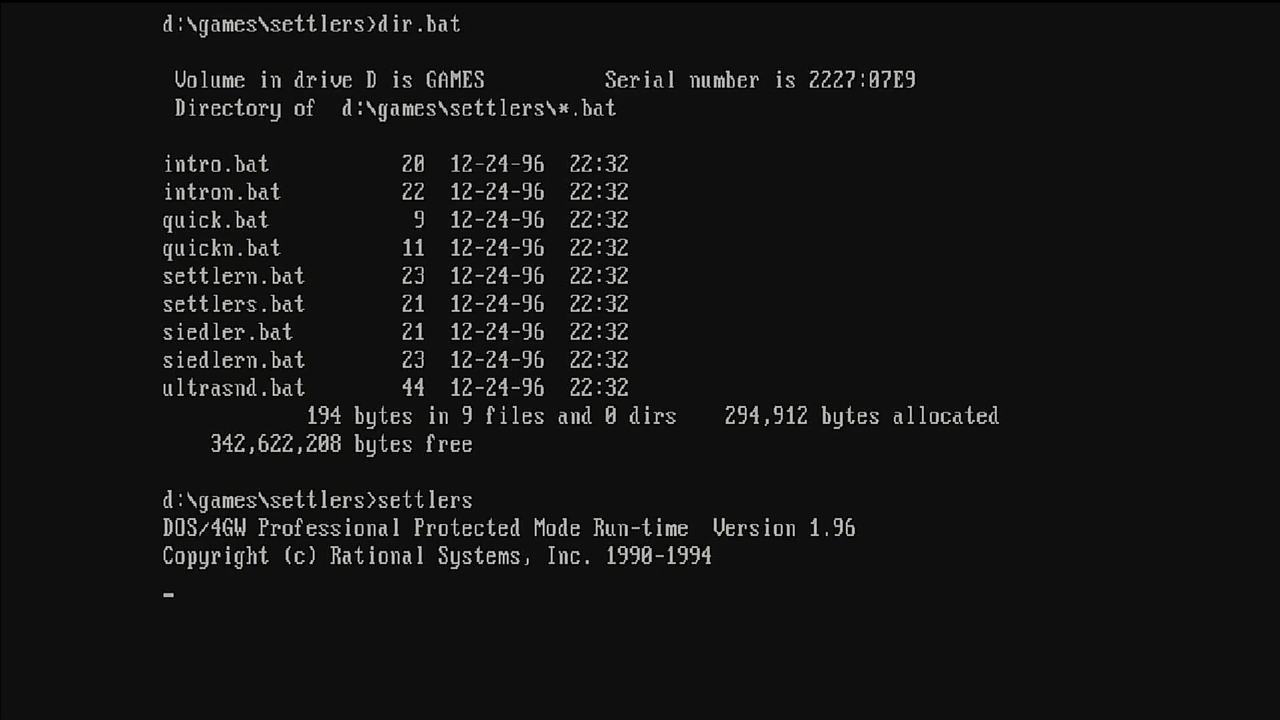 d:\games\settlers>dir.bat
Volume in drive D is GAMES Serial number is 2227:07E9
Directory of d:\games\settlers\*.bat
intro.bat 20 12-24-96 22:32
intron.bat 22 12-24-96 22:32
quick.bat 9 12-24-96 22:32
quickn.bat 11 12-24-96 22:32
settlern.bat 23 12-24-96 22:32
settlers.bat 21 12-24-96 22:32
siedler.bat 21 12-24-96 22:32
siedlern.bat 23 12-24-96 22:32
ultrasnd.bat 44 12-24-96 22:32
194 bytes in 9 files and 0 dirs 294,912 bytes allocated
342,622,208 bytes free
d:\games\settlers>settlers
DOS/4GW Professional Protected Mode Run-time Version 1.96
Copyright (c) Rational Systems, Inc. 1990-1994
_